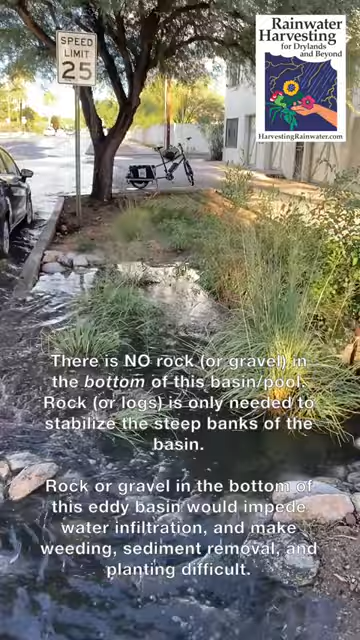 SPEED
LIMIT
25
Rainwater
Harvesting
for Drylands
and Beyond
HarvestingRainwater.com
There is NO rock (or gravel) in
the bottom of this basin/pool.
Rock (or logs) is only needed to
stabilize the steep banks of the
basin.
Rock or gravel in the bottom of
this eddy basin would impede
water infiltration, and make
weeding, sediment removal, and
planting difficult.